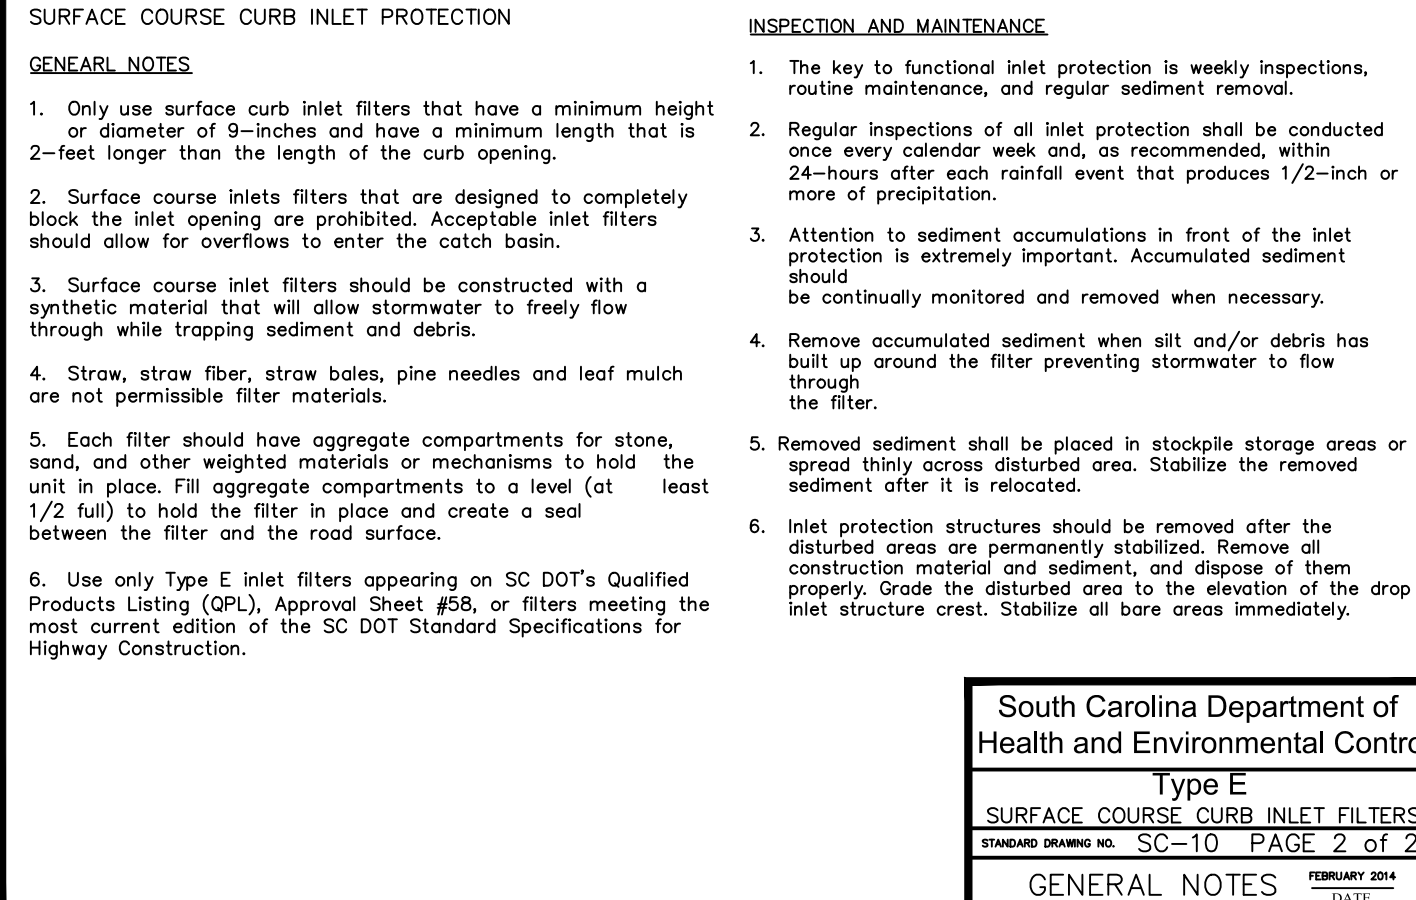 SURFACE COURSE CURB INLET PROTECTION
GENEARL NOTES
1. Only use surface curb inlet filters that have a minimum height
or diameter of 9-inches and have a minimum length that is
2-feet longer than the length of the curb opening.
2. Surface course inlets filters that are designed to completely
block the inlet opening are prohibited. Acceptable inlet filters
should allow for overflows to enter the catch basin.
3. Surface course inlet filters should be constructed with a
synthetic material that will allow stormwater to freely flow
through while trapping sediment and debris.
4. Straw, straw fiber, straw bales, pine needles and leaf mulch
are not permissible filter materials.
5. Each filter should have aggregate compartments for stone,
sand, and other weighted materials or mechanisms to hold the
unit in place. Fill aggregate compartments to a level (at least
1/2 full) to hold the filter in place and create a seal
between the filter and the road surface.
6. Use only Type E inlet filters appearing on SC DOT's Qualified
Products Listing (QPL), Approval Sheet #58, or filters meeting the
most current edition of the SC DOT Standard Specifications for
Highway Construction.
INSPECTION AND MAINTENANCE
1. The key to functional inlet protection is weekly inspections,
routine maintenance, and regular sediment removal.
2. Regular inspections of all inlet protection shall be conducted
once every calendar week and, as recommended, within
24-hours after each rainfall event that produces 1/2-inch or
more of precipitation.
3. Attention to sediment accumulations in front of the inlet
protection is extremely important. Accumulated sediment
should
be continually monitored and removed when necessary.
4. Remove accumulated sediment when silt and/or debris has
built up around the filter preventing stormwater to flow
through
the filter.
5. Removed sediment shall be placed in stockpile storage areas or
spread thinly across disturbed area. Stabilize the removed
sediment after it is relocated.
6. Inlet protection structures should be removed after the
disturbed areas are permanently stabilized. Remove all
construction material and sediment, and dispose of them
properly. Grade the disturbed area to the elevation of the drop
inlet structure crest. Stabilize all bare areas immediately.
South Carolina Department of
Health and Environmental Contro
Type E
SURFACE COURSE CURB INLET FILTERS
STANDARD DRAWING NO. SC-10 PAGE 2 of 2
GENERAL NOTES FEBRUARY 2014
DATE